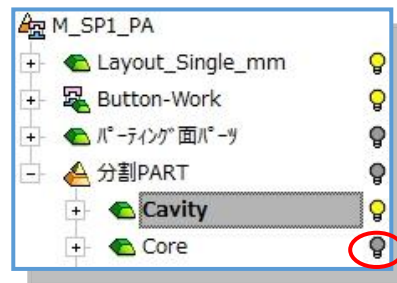 M_SP1_PA
Layout_Single_mm
Button-Work
ﾊﾟｰﾃｨﾝｸﾞ面ﾊﾟｰﾂ
分割PART
Cavity
Core